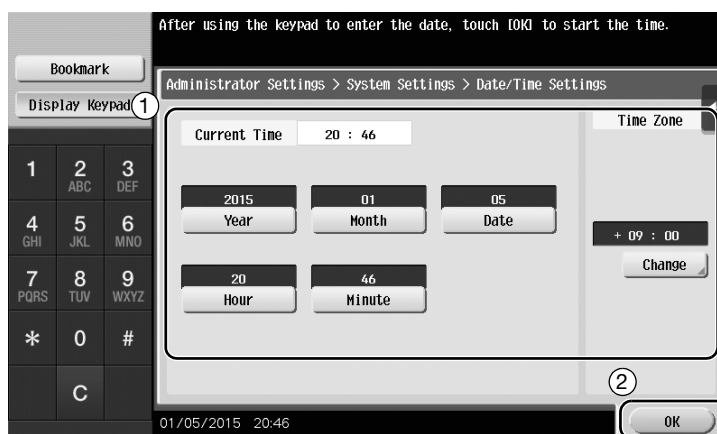 After using the keypad to enter the date, touch [OK] to start the time.
Bookmark
Display Keypad
1
Administrator Settings > System Settings > Date/Time Settings
Current Time 20 : 46
Time Zone
2015 01 05
Year Month Date
+ 09 : 00
Change
20 46
Hour Minute
1 2 3
ABC DEF
4 5 6
GHI JKL MNO
7 8 9
PQRS TUV WXYZ
* 0 #
C
2
01/05/2015 20:46
OK